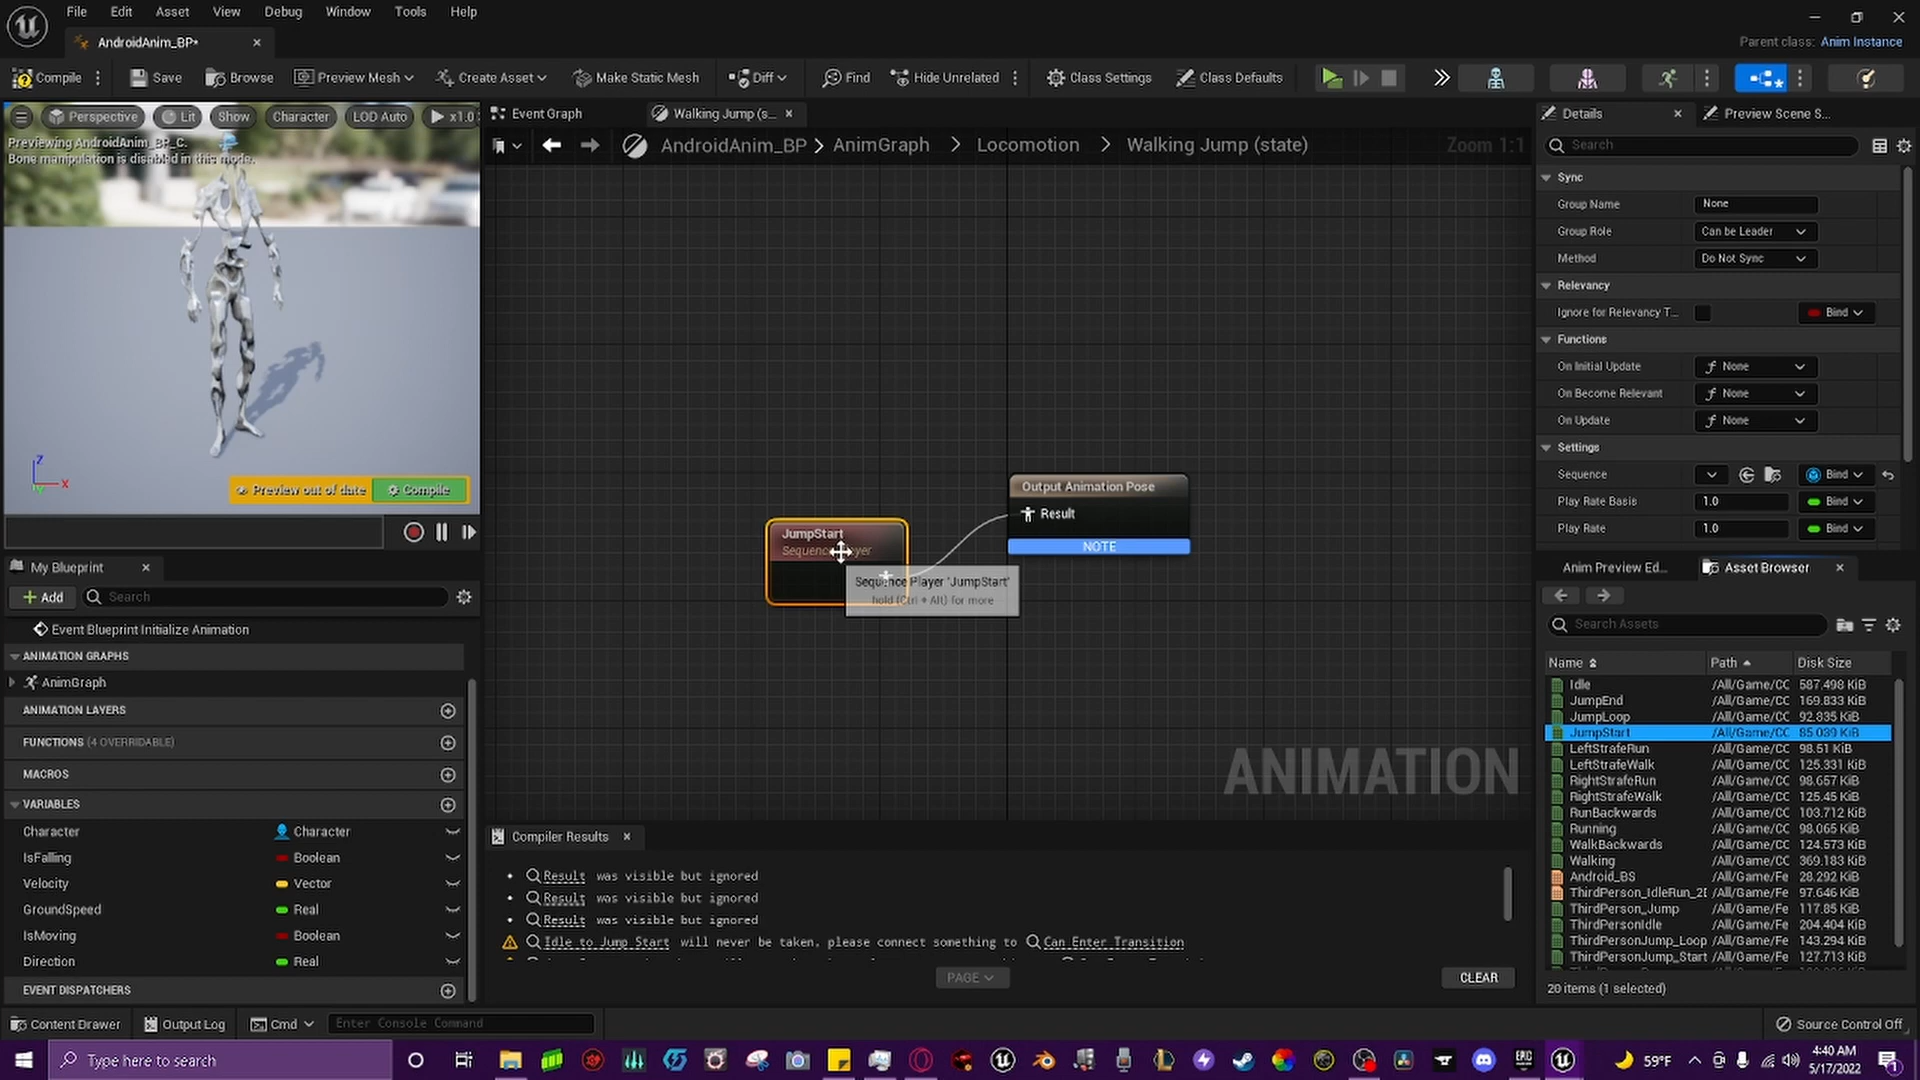 File Edit Asset View Debug Window Tools Help
AndroidAnim_BP*
Parent class: Anim Instance
Compile Save Browse Preview Mesh Create Asset Make Static Mesh Diff Find Hide Unrelated Class Settings Class Defaults
Perspective Lit Show Character LOD Auto x1.0
Previewing AndroidAnim_BP_C.
Bone manipulation is disabled in this mode.
Z
X
Preview out of date Compile
Event Graph Walking Jump (s...
AndroidAnim_BP > AnimGraph > Locomotion > Walking Jump (state) Zoom 1:1
Output Animation Pose
Result
NOTE
JumpStart
Sequence Player 'JumpStart'
hold (Ctrl + Alt) for more
ANIMATION
Compiler Results
Result was visible but ignored
Result was visible but ignored
Result was visible but ignored
Idle to Jump Start will never be taken, please connect something to Can Enter Transition
PAGE
CLEAR
My Blueprint
+ Add Search
Event Blueprint Initialize Animation
ANIMATION GRAPHS
AnimGraph
ANIMATION LAYERS
FUNCTIONS (4 OVERRIDABLE)
MACROS
VARIABLES
Character Character
IsFalling Boolean
Velocity Vector
GroundSpeed Real
IsMoving Boolean
Direction Real
EVENT DISPATCHERS
Details Preview Scene S...
Search
Sync
Group Name None
Group Role Can be Leader
Method Do Not Sync
Relevancy
Ignore for Relevancy T... Bind
Functions
On Initial Update None
On Become Relevant None
On Update None
Settings
Sequence Bind
Play Rate Basis 1.0 Bind
Play Rate 1.0 Bind
Anim Preview Ed... Asset Browser
Search Assets
Name Path Disk Size
Idle /All/Game/CC 587.498 KiB
JumpEnd /All/Game/CC 169.833 KiB
JumpLoop /All/Game/CC 92.835 KiB
JumpStart /All/Game/CC 85.039 KiB
LeftStrafeRun /All/Game/CC 98.51 KiB
LeftStrafeWalk /All/Game/CC 125.331 KiB
RightStrafeRun /All/Game/CC 98.657 KiB
RightStrafeWalk /All/Game/CC 125.45 KiB
RunBackwards /All/Game/CC 103.712 KiB
Running /All/Game/CC 98.065 KiB
WalkBackwards /All/Game/CC 124.573 KiB
Walking /All/Game/CC 369.183 KiB
Android_BS /All/Game/CC 28.292 KiB
ThirdPerson_IdleRun_2D /All/Game/Fe 97.646 KiB
ThirdPerson_Jump /All/Game/Fe 117.85 KiB
ThirdPersonIdle /All/Game/Fe 204.404 KiB
ThirdPersonJump_Loop /All/Game/Fe 143.294 KiB
ThirdPersonJump_Start /All/Game/Fe 127.713 KiB
20 items (1 selected)
Content Drawer Output Log Cmd Enter Console Command Source Control Off
Type here to search 59°F 4:40 AM
5/17/2022